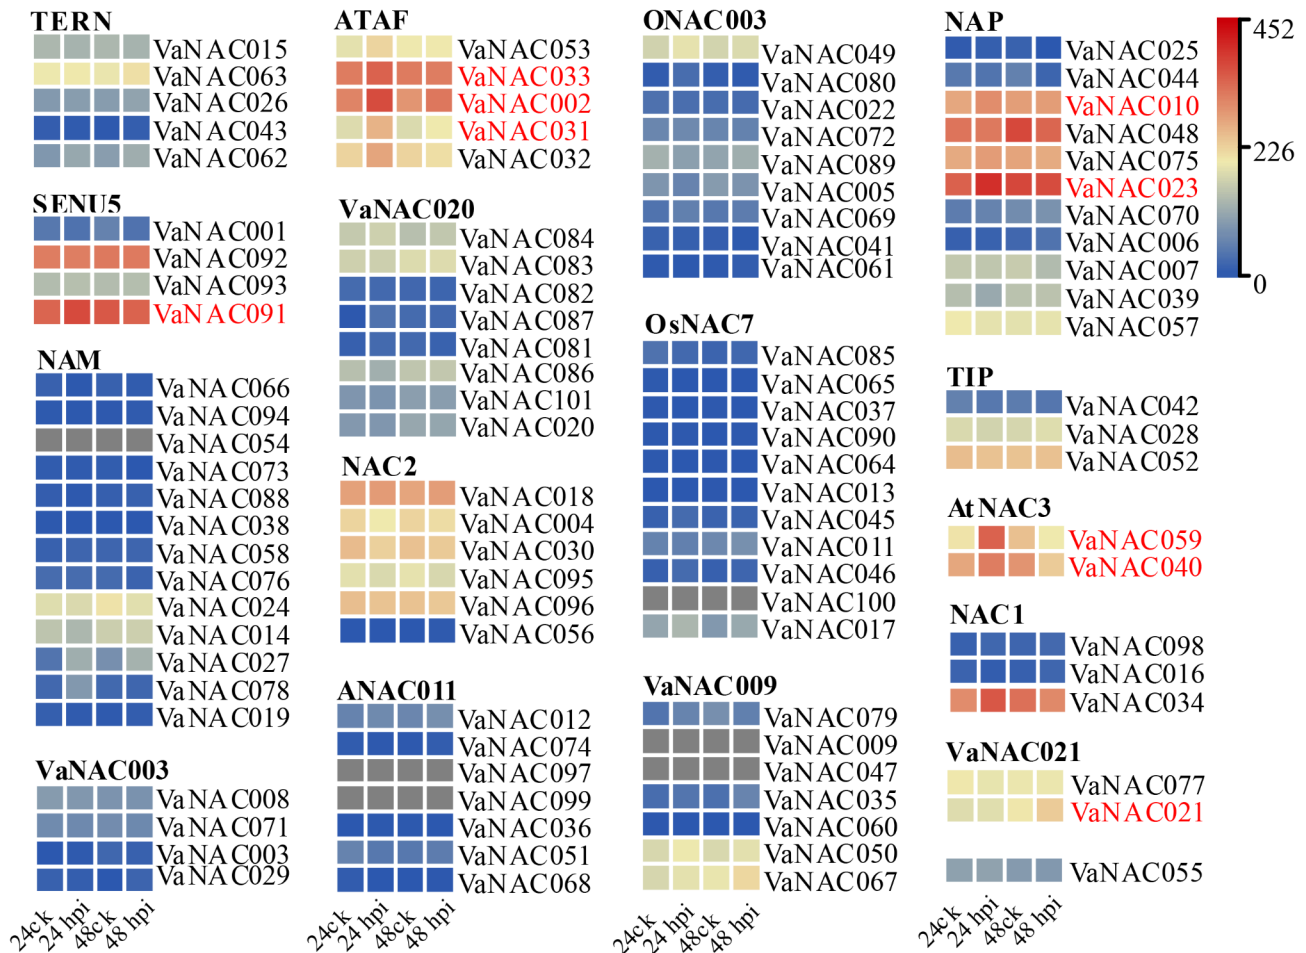 TERN
VaNAC015
VaNAC063
VaNAC026
VaNAC043
VaNAC062
SENU5
VaNAC001
VaNAC092
VaNAC093
VaNAC091
NAM
VaNAC066
VaNAC094
VaNAC054
VaNAC073
VaNAC088
VaNAC038
VaNAC058
VaNAC076
VaNAC024
VaNAC014
VaNAC027
VaNAC078
VaNAC019
VaNAC003
VaNAC008
VaNAC071
VaNAC003
VaNAC029
24ck
24 hpi
48ck
48 hpi
ATAF
VaNAC053
VaNAC033
VaNAC002
VaNAC031
VaNAC032
VaNAC020
VaNAC084
VaNAC083
VaNAC082
VaNAC087
VaNAC081
VaNAC086
VaNAC101
VaNAC020
NAC2
VaNAC018
VaNAC004
VaNAC030
VaNAC095
VaNAC096
VaNAC056
ANAC011
VaNAC012
VaNAC074
VaNAC097
VaNAC099
VaNAC036
VaNAC051
VaNAC068
24ck
24 hpi
48ck
48 hpi
ONAC003
VaNAC049
VaNAC080
VaNAC022
VaNAC072
VaNAC089
VaNAC005
VaNAC069
VaNAC041
VaNAC061
OsNAC7
VaNAC085
VaNAC065
VaNAC037
VaNAC090
VaNAC064
VaNAC013
VaNAC045
VaNAC011
VaNAC046
VaNAC100
VaNAC017
VaNAC009
VaNAC079
VaNAC009
VaNAC047
VaNAC035
VaNAC060
VaNAC050
VaNAC067
24ck
24 hpi
48ck
48 hpi
NAP
VaNAC025
VaNAC044
VaNAC010
VaNAC048
VaNAC075
VaNAC023
VaNAC070
VaNAC006
VaNAC007
VaNAC039
VaNAC057
TIP
VaNAC042
VaNAC028
VaNAC052
AtNAC3
VaNAC059
VaNAC040
NAC1
VaNAC098
VaNAC016
VaNAC034
VaNAC021
VaNAC077
VaNAC021
VaNAC055
24ck
24 hpi
48ck
48 hpi
452
226
0